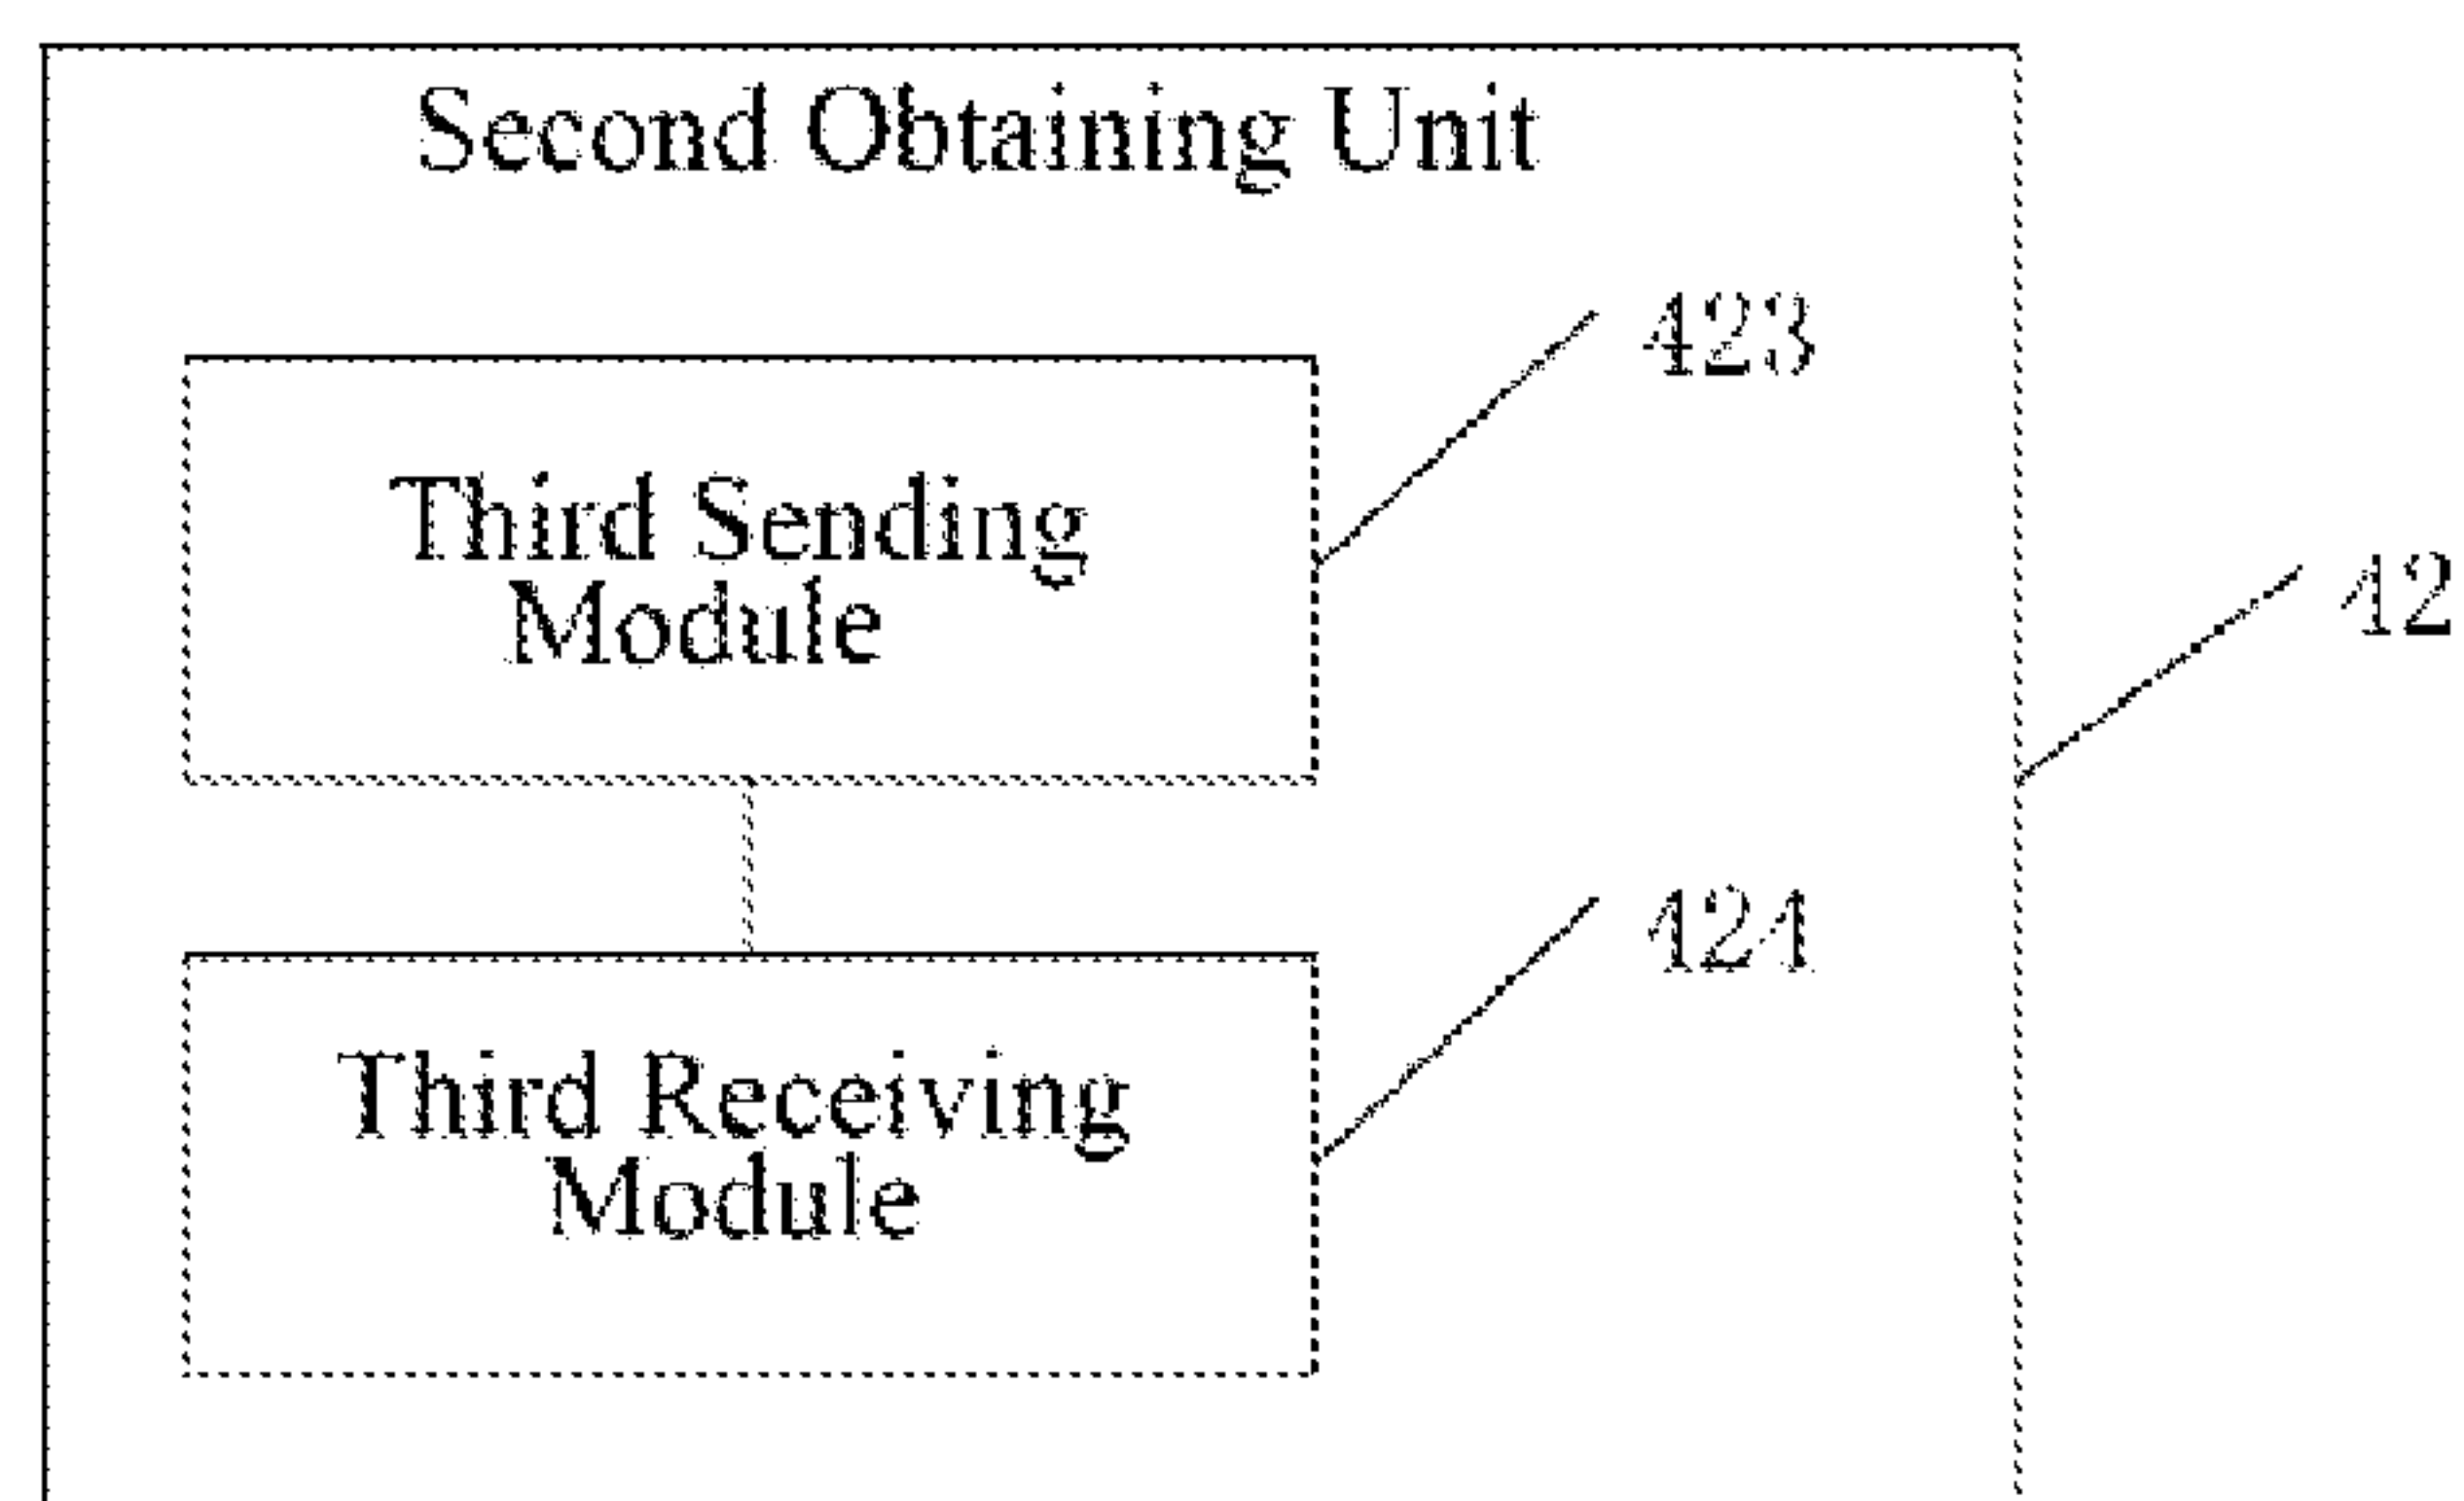 Second Obtaining Unit
423
Third Sending
Module
42
424
Third Receiving
Module